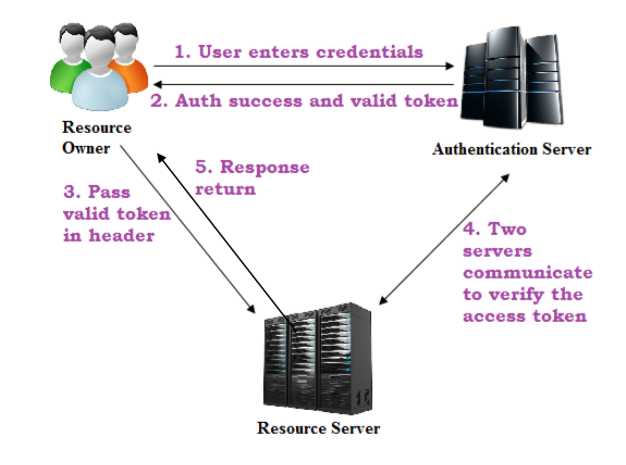 1. User enters credentials
2. Auth success and valid token
Resource
Owner
Authentication Server
5. Response
return
3. Pass
valid token
in header
4. Two
servers
communicate
to verify the
access token
Resource Server